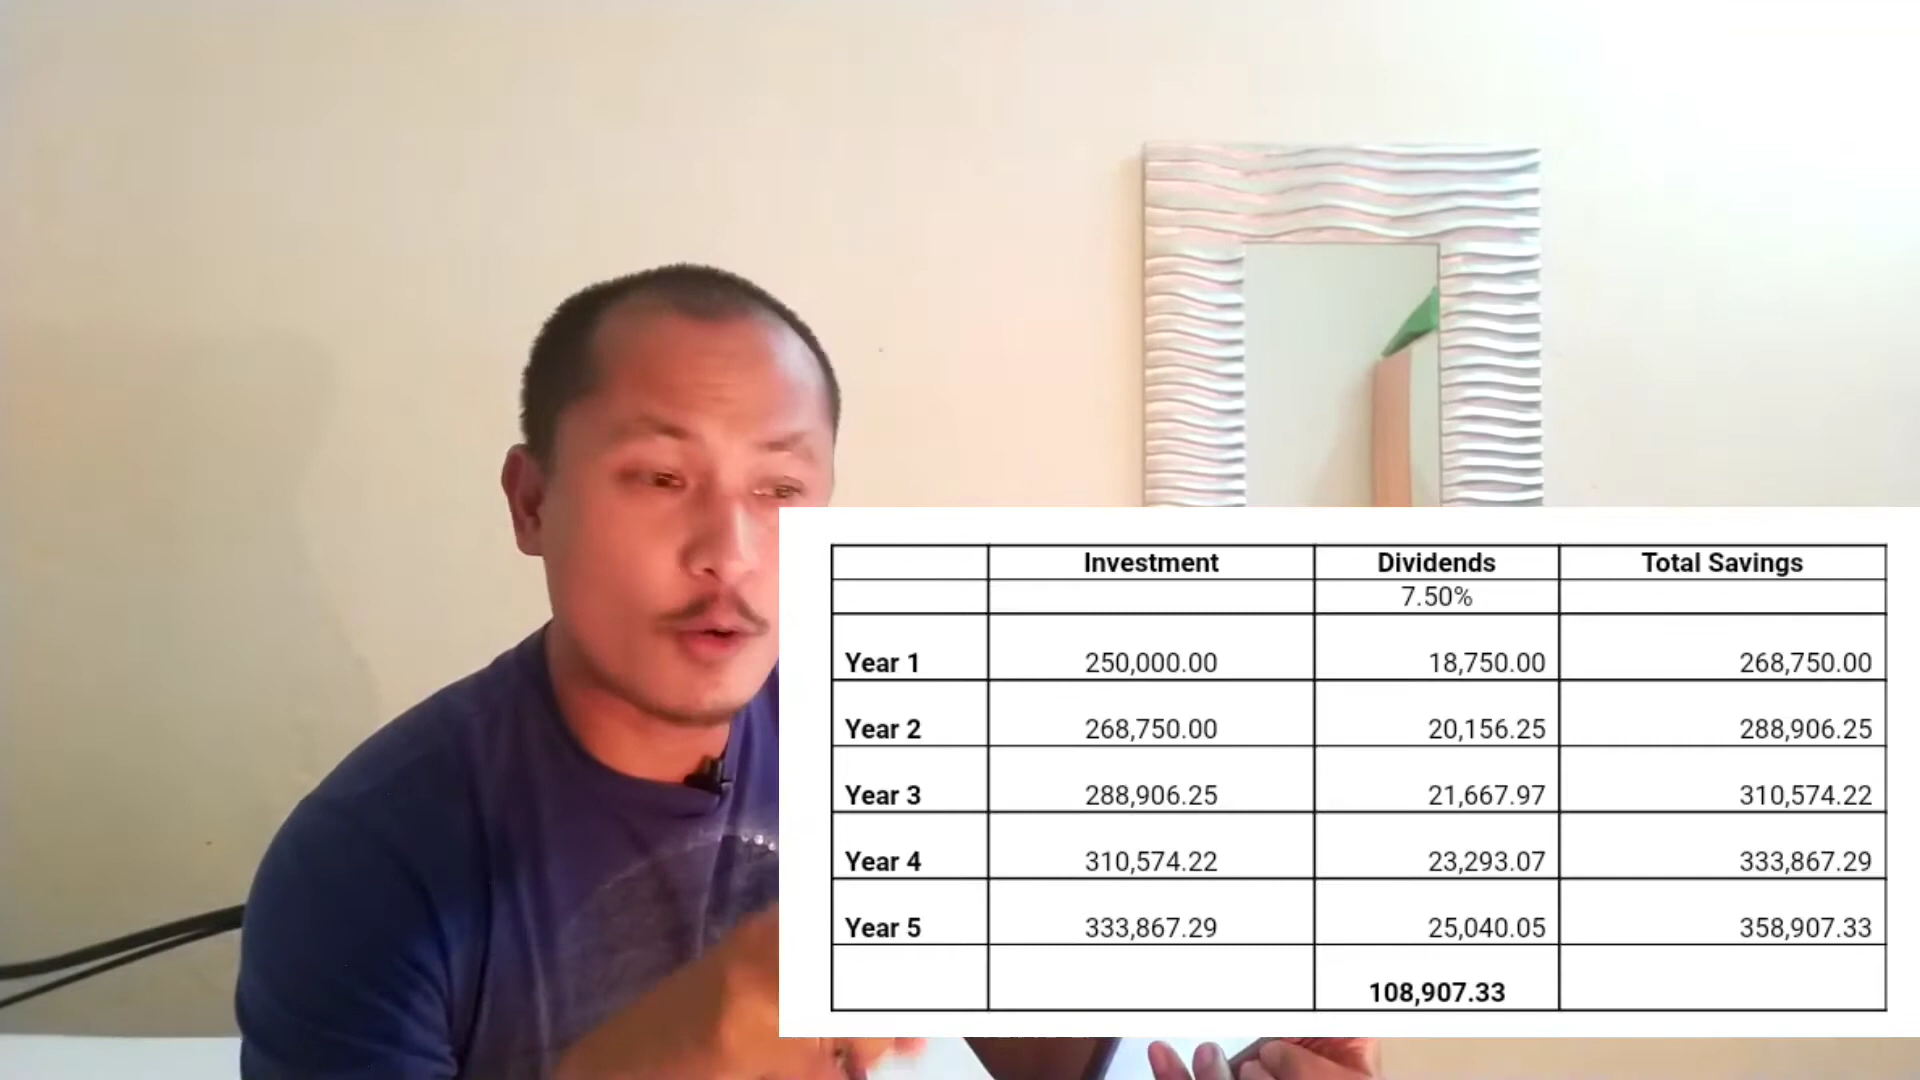 Investment Dividends Total Savings
7.50%
Year 1 250,000.00 18,750.00 268,750.00
Year 2 268,750.00 20,156.25 288,906.25
Year 3 288,906.25 21,667.97 310,574.22
Year 4 310,574.22 23,293.07 333,867.29
Year 5 333,867.29 25,040.05 358,907.33
108,907.33